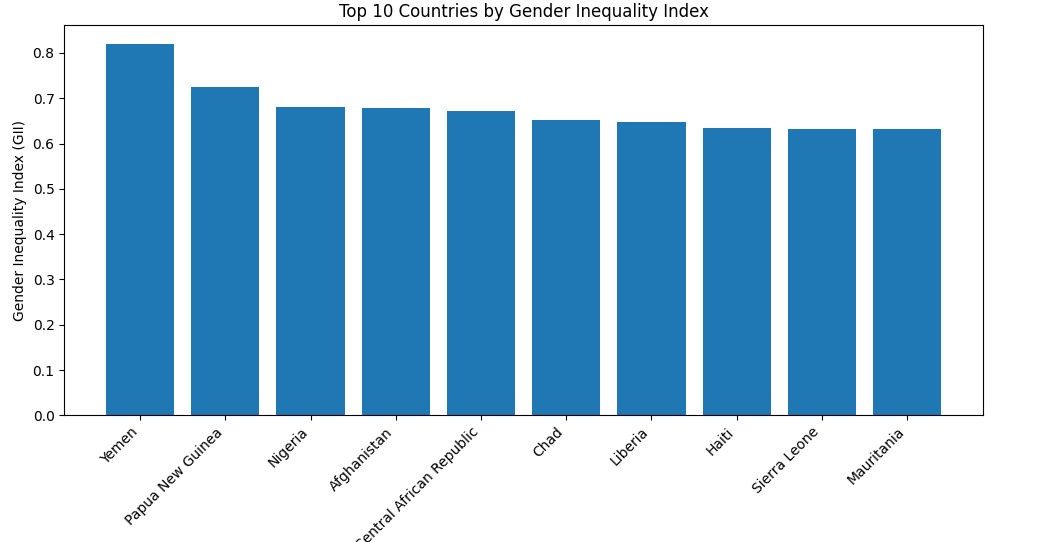 Top 10 Countries by Gender Inequality Index
Gender Inequality Index (GII)
0.8
0.7
0.6
0.5
0.4
0.3
0.2
0.1
0.0
Yemen
Papua New Guinea
Nigeria
Afghanistan
Central African Republic
Chad
Liberia
Haiti
Sierra Leone
Mauritania